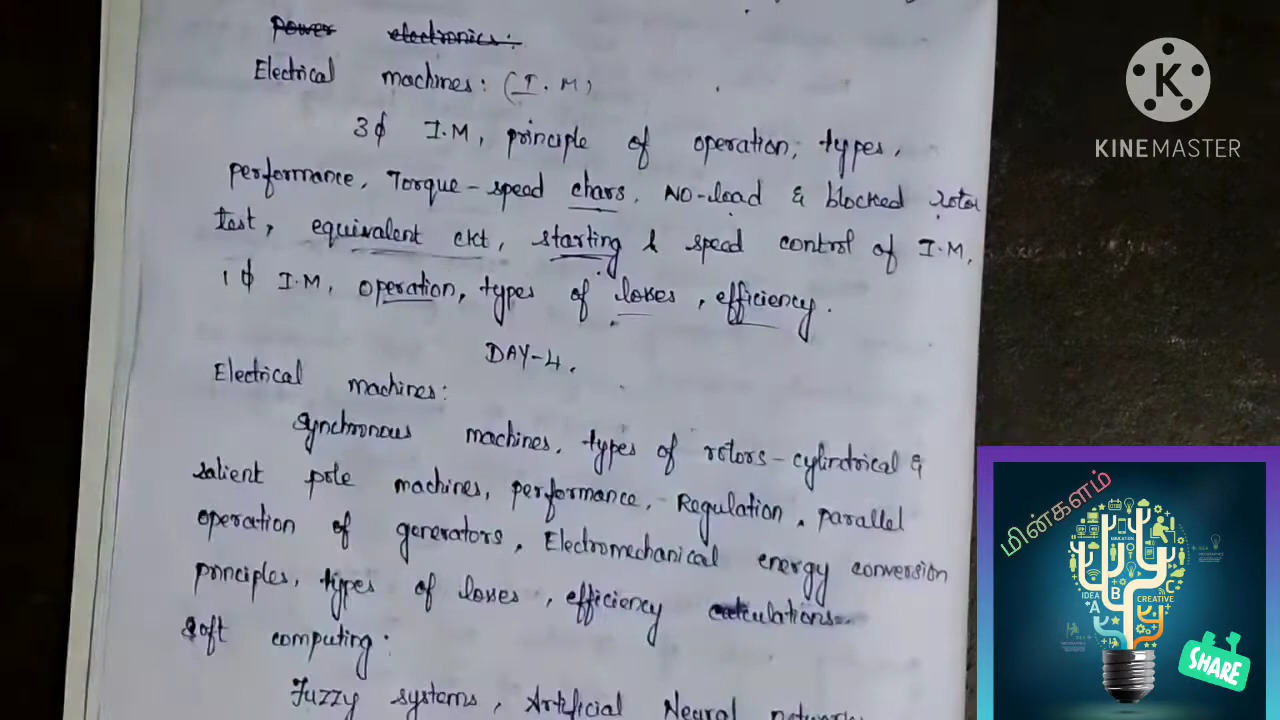 Power electronics:
Electrical machines: (I.M)
3ϕ I.M, principle of operation, types,
performance, Torque-speed chars, NO-load & blocked rotor
test, equivalent ckt, starting & speed control of I.M,
1ϕ I.M, operation, types of losses, efficiency.
DAY-4.
Electrical machines:
Synchronous machines, types of rotors-cylindrical &
salient pole machines, performance, Regulation, parallel
operation of generators, Electromechanical energy conversion
principles, types of losses, efficiency calculations.
Soft computing:
Fuzzy systems, Artificial Neural networks
K
KINEMASTER
மின்களம்
IDEA
A
B
C
CREATIVE
SHARE